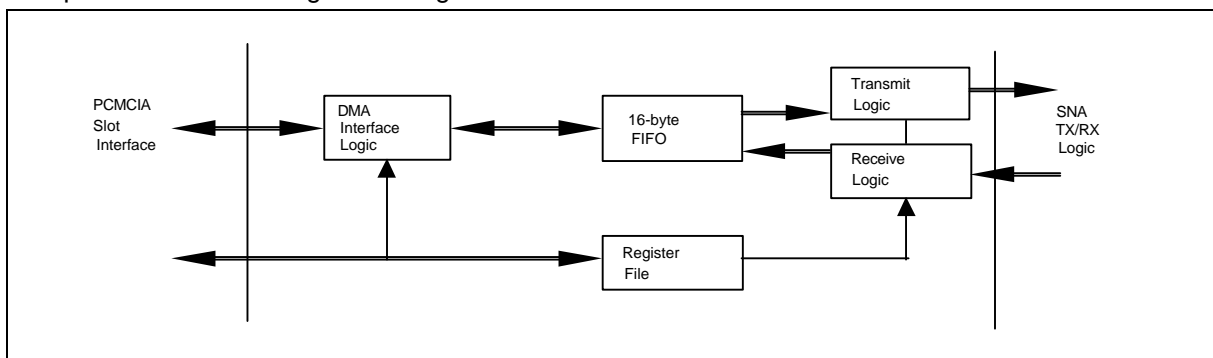 PCMCIA
Slot
Interface
DMA
Interface
Logic
16-byte
FIFO
Transmit
Logic
Receive
Logic
SNA
TX/RX
Logic
Register
File